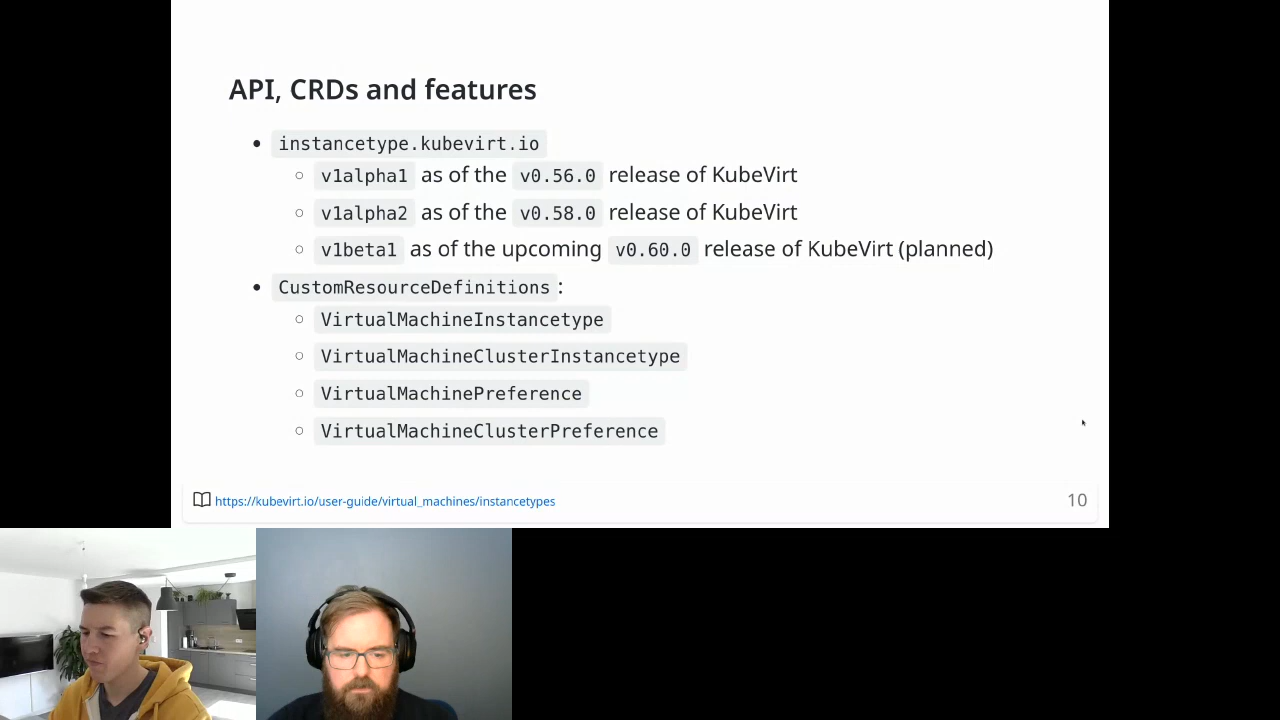 API, CRDs and features
instancetype.kubevirt.io
v1alpha1 as of the v0.56.0 release of KubeVirt
v1alpha2 as of the v0.58.0 release of KubeVirt
v1beta1 as of the upcoming v0.60.0 release of KubeVirt (planned)
CustomResourceDefinitions:
VirtualMachineInstancetype
VirtualMachineClusterInstancetype
VirtualMachinePreference
VirtualMachineClusterPreference
https://kubevirt.io/user-guide/virtual_machines/instancetypes
10